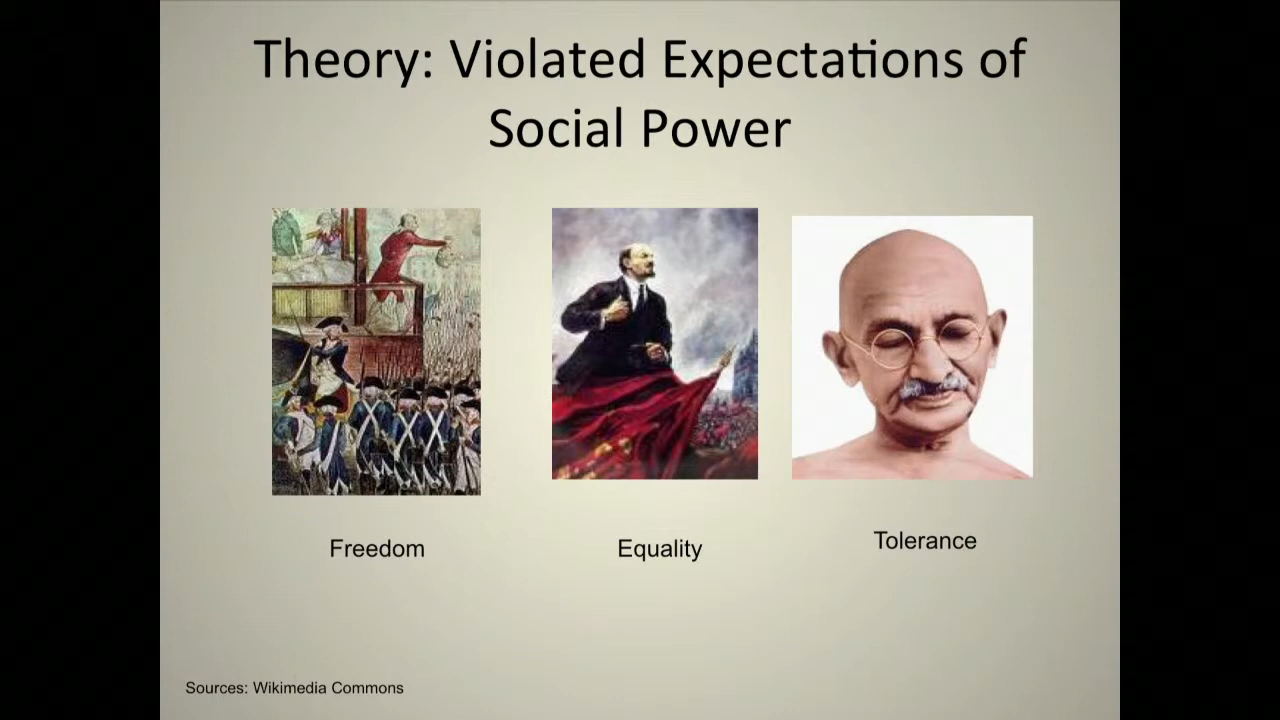 Theory: Violated Expectations of
Social Power
Freedom
Equality
Tolerance
Sources: Wikimedia Commons